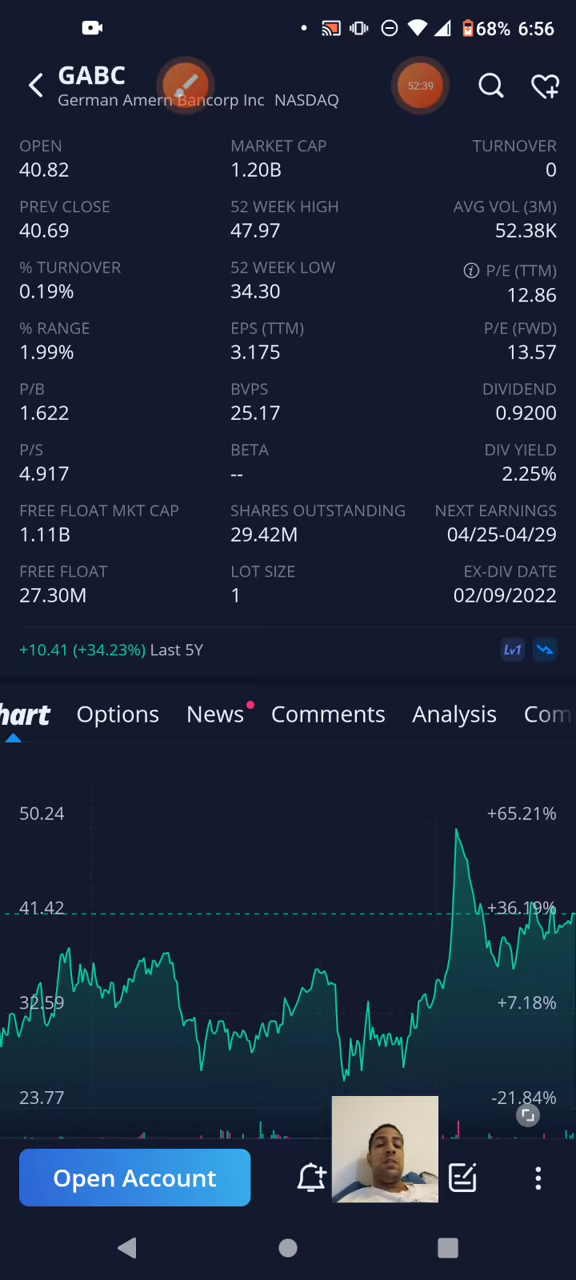 68% 6:56
GABC
German Amern Bancorp Inc NASDAQ
52:39
OPEN MARKET CAP TURNOVER
40.82 1.20B 0
PREV CLOSE 52 WEEK HIGH AVG VOL (3M)
40.69 47.97 52.38K
% TURNOVER 52 WEEK LOW P/E (TTM)
0.19% 34.30 12.86
% RANGE EPS (TTM) P/E (FWD)
1.99% 3.175 13.57
P/B BVPS DIVIDEND
1.622 25.17 0.9200
P/S BETA DIV YIELD
4.917 -- 2.25%
FREE FLOAT MKT CAP SHARES OUTSTANDING NEXT EARNINGS
1.11B 29.42M 04/25-04/29
FREE FLOAT LOT SIZE EX-DIV DATE
27.30M 1 02/09/2022
+10.41 (+34.23%) Last 5Y Lv1
hart Options News Comments Analysis Com
50.24 +65.21%
41.42 +36.19%
32.59 +7.18%
23.77 -21.84%
Open Account